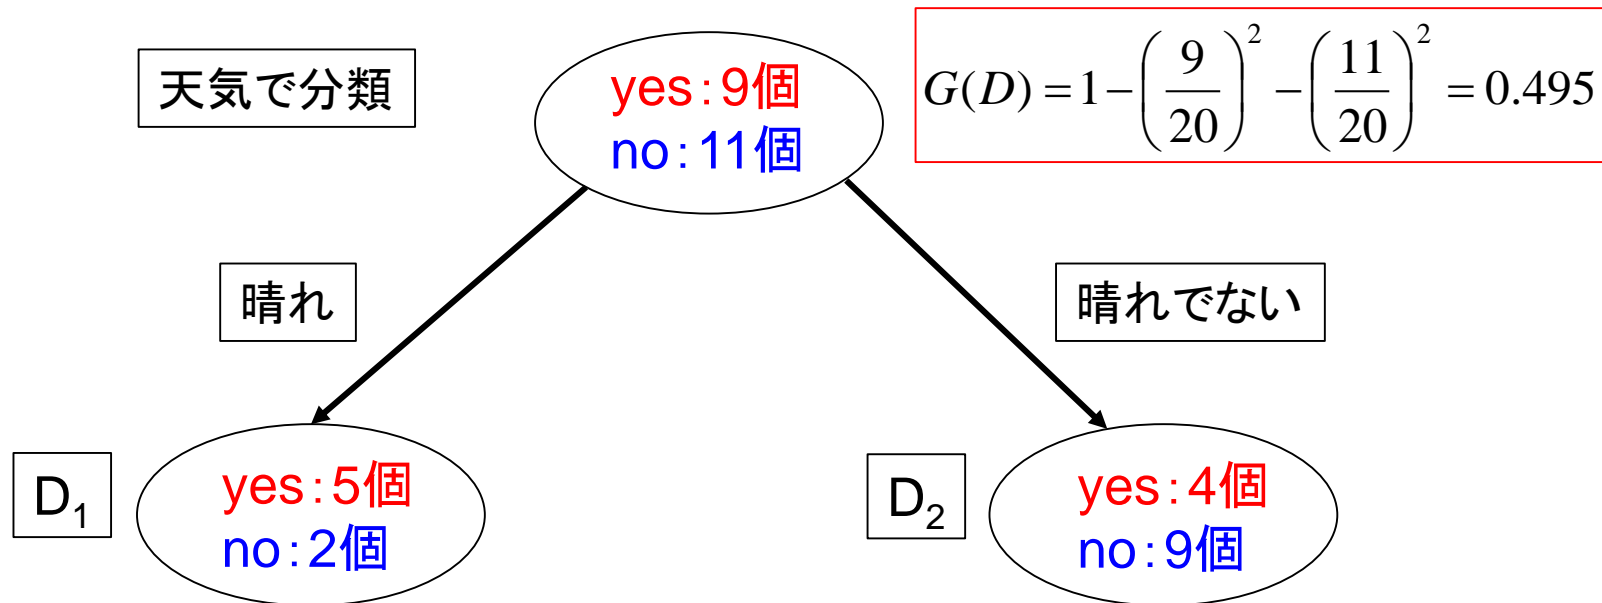 天気で分類
yes：9個
no：11個
G(D) = 1 − (9/20)² − (11/20)² = 0.495
晴れ
晴れでない
D₁
yes：5個
no：2個
D₂
yes：4個
no：9個